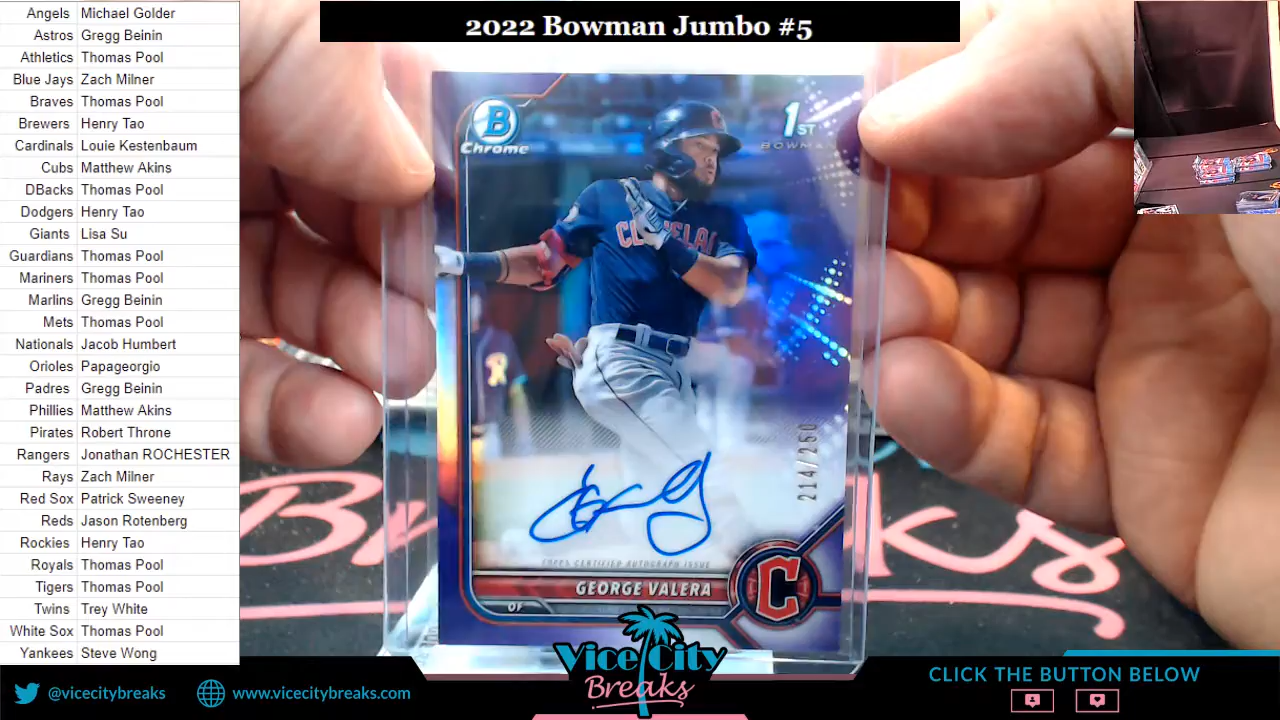 2022 Bowman Jumbo #5
Angels Michael Golder
Astros Gregg Beinin
Athletics Thomas Pool
Blue Jays Zach Milner
Braves Thomas Pool
Brewers Henry Tao
Cardinals Louie Kestenbaum
Cubs Matthew Akins
DBacks Thomas Pool
Dodgers Henry Tao
Giants Lisa Su
Guardians Thomas Pool
Mariners Thomas Pool
Marlins Gregg Beinin
Mets Thomas Pool
Nationals Jacob Humbert
Orioles Papageorgio
Padres Gregg Beinin
Phillies Matthew Akins
Pirates Robert Throne
Rangers Jonathan ROCHESTER
Rays Zach Milner
Red Sox Patrick Sweeney
Reds Jason Rotenberg
Rockies Henry Tao
Royals Thomas Pool
Tigers Thomas Pool
Twins Trey White
White Sox Thomas Pool
Yankees Steve Wong
B
Chrome
1ST
BOWMAN
214/250
TOPPS CERTIFIED AUTOGRAPH ISSUE
GEORGE VALERA
OF
C
Vice City
Breaks
@vicecitybreaks
www.vicecitybreaks.com
CLICK THE BUTTON BELOW